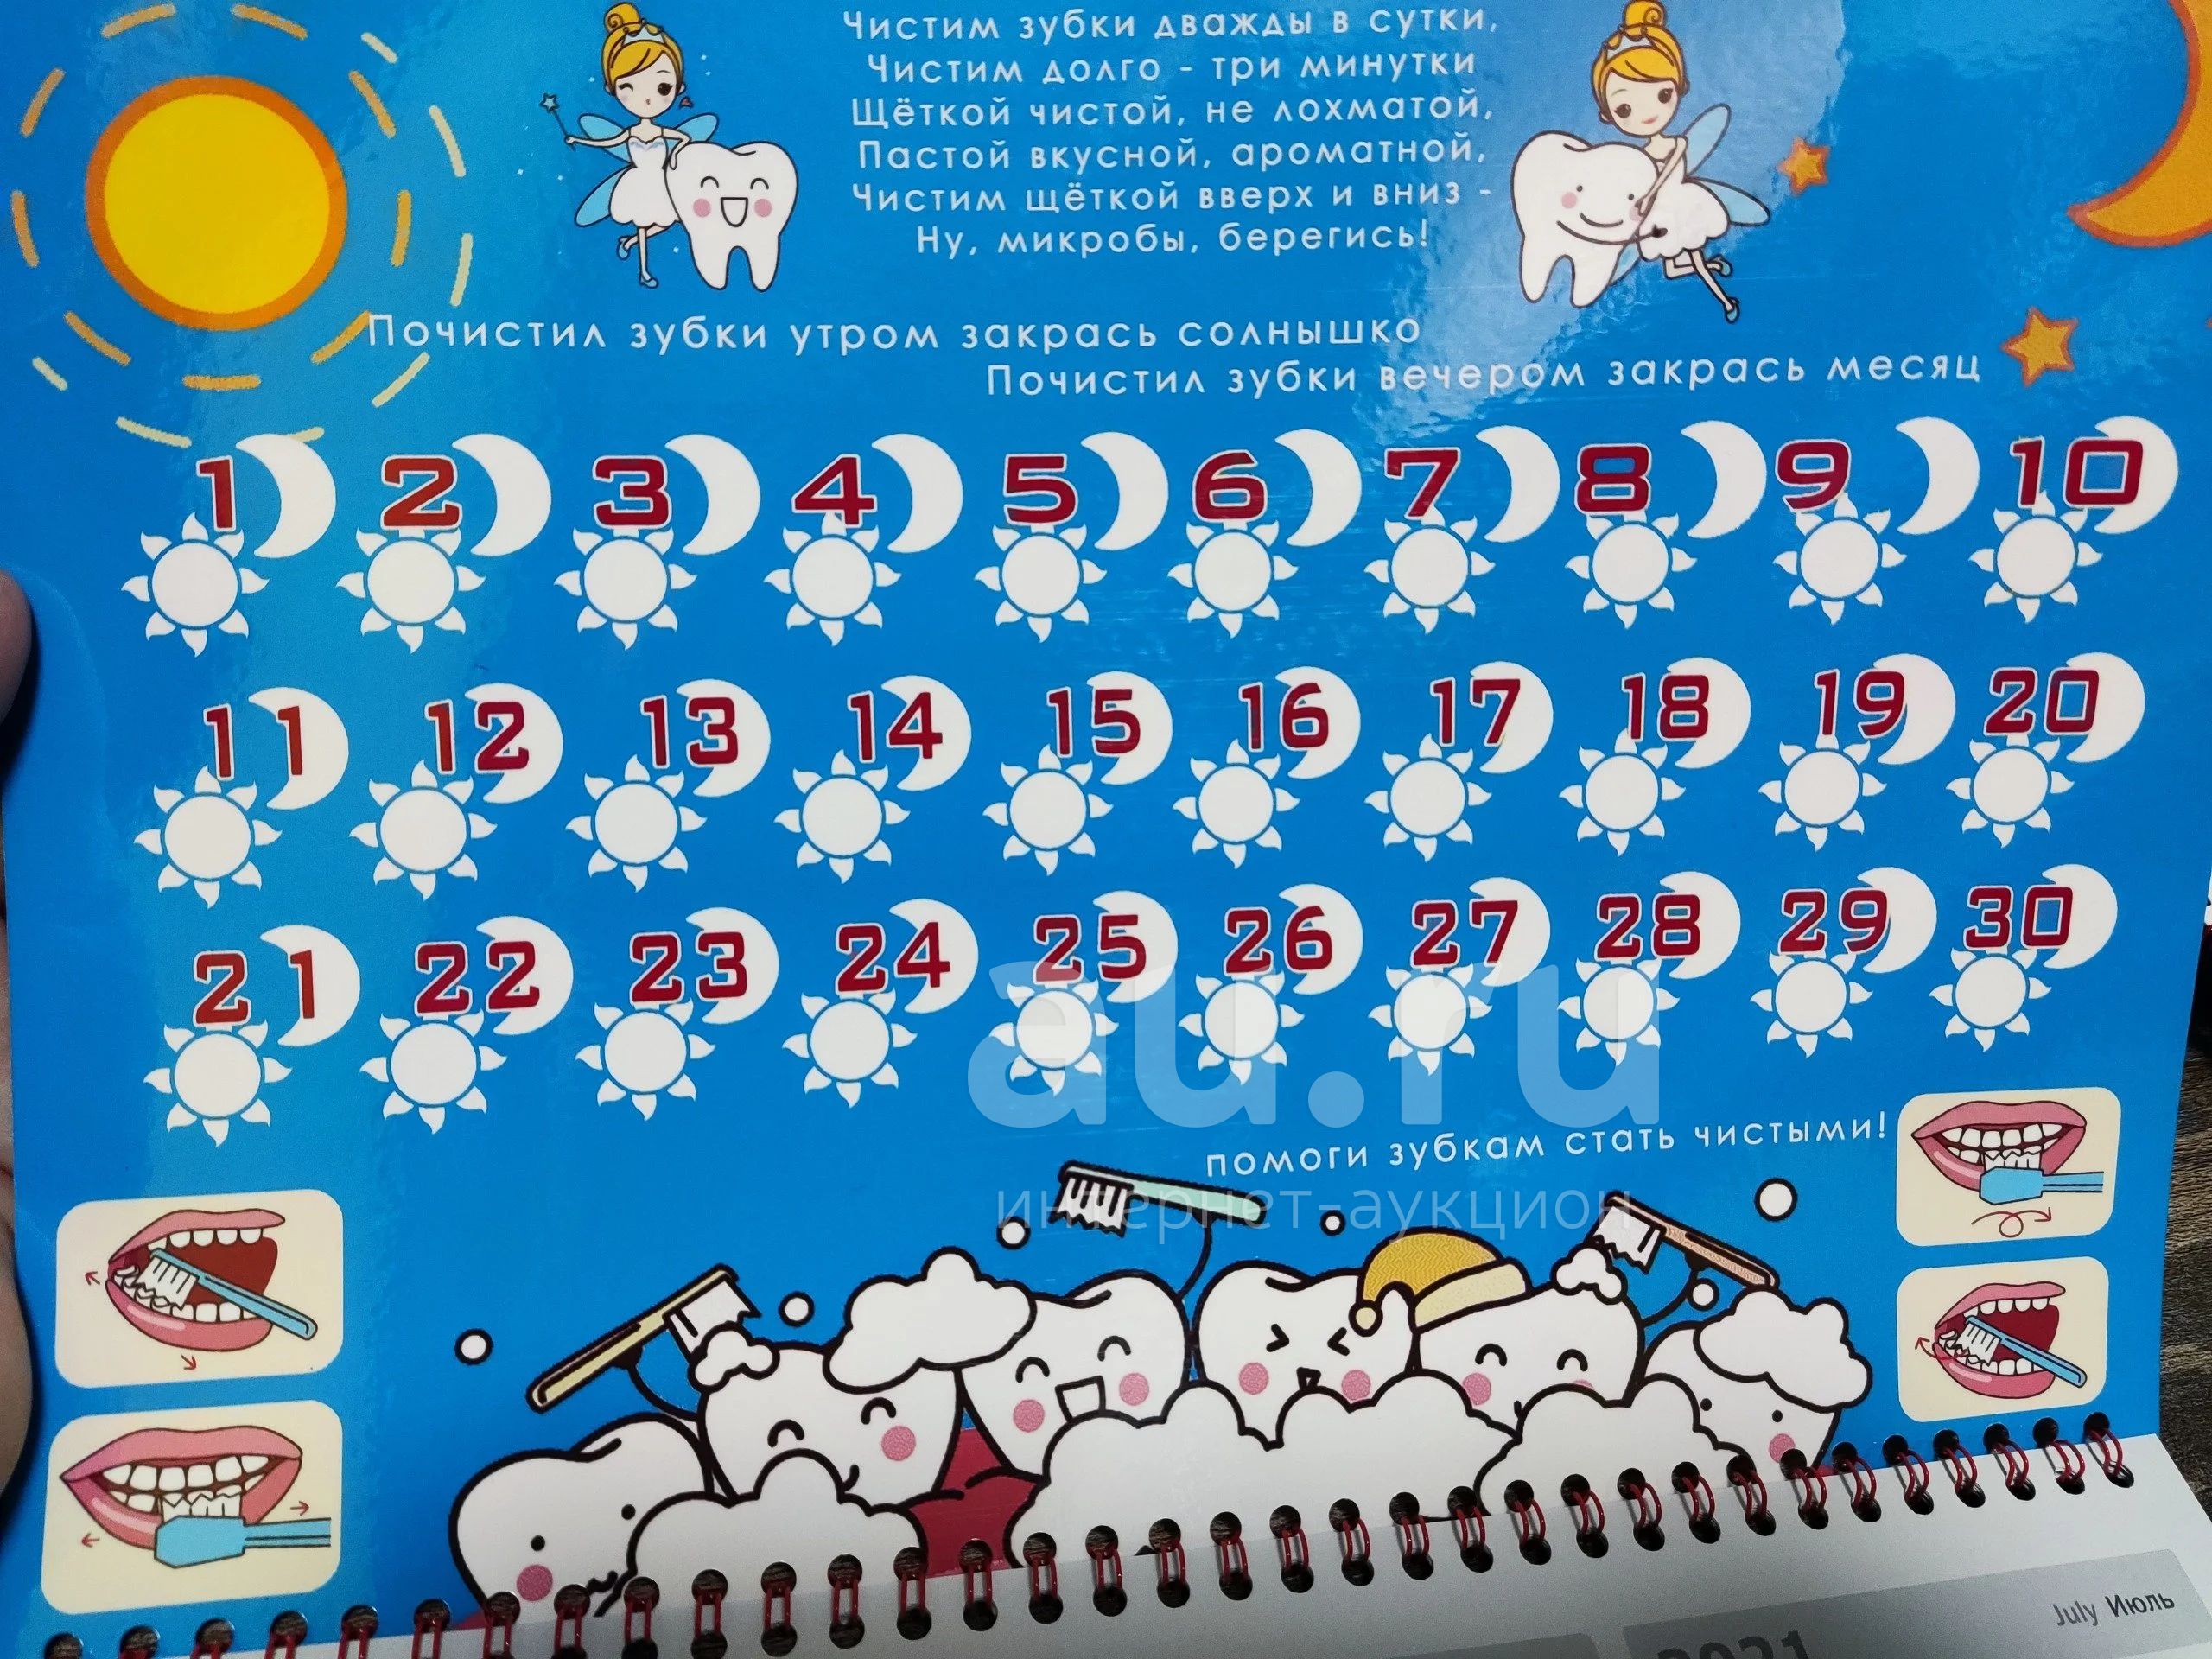 Чистим зубки дважды в сутки,
Чистим долго - три минутки
Щёткой чистой, не лохматой,
Пастой вкусной, ароматной,
Чистим щёткой вверх и вниз -
Ну, микробы, берегись!
Почистил зубки утром закрась солнышко
Почистил зубки вечером закрась месяц
1 2 3 4 5 6 7 8 9 10
11 12 13 14 15 16 17 18 19 20
21 22 23 24 25 26 27 28 29 30
au.ru
помоги зубкам стать чистыми!
интернет-аукцион
July Июль
2021